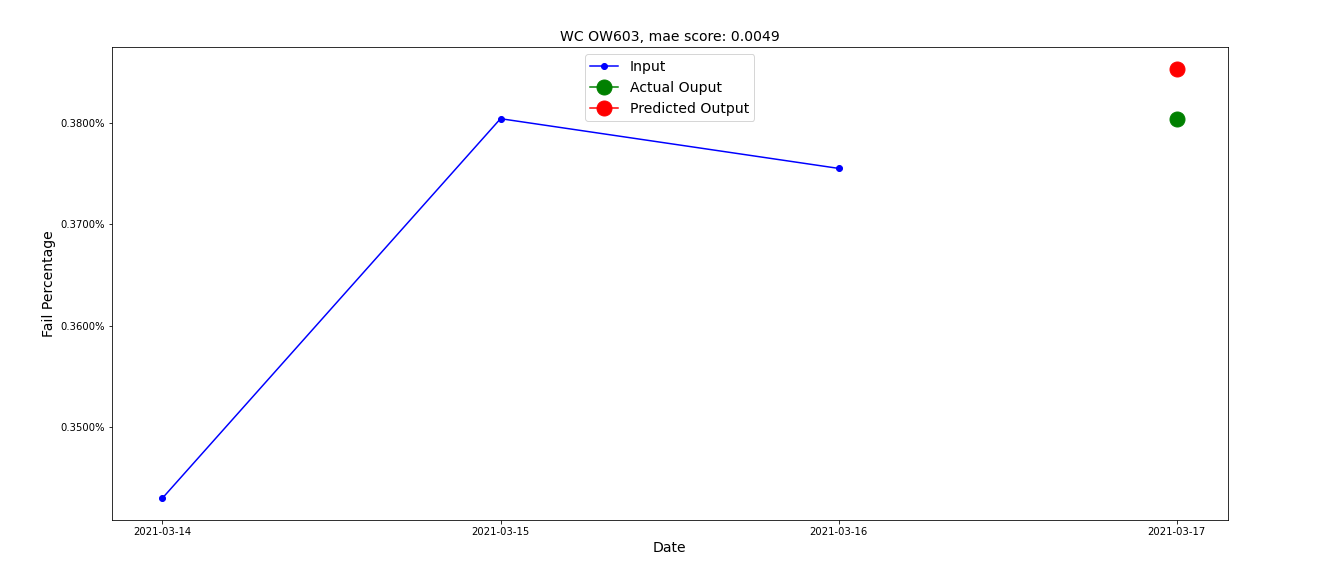 WC OW603, mae score: 0.0049
Input
Actual Ouput
Predicted Output
Fail Percentage
0.3800%
0.3700%
0.3600%
0.3500%
2021-03-14
2021-03-15
2021-03-16
2021-03-17
Date